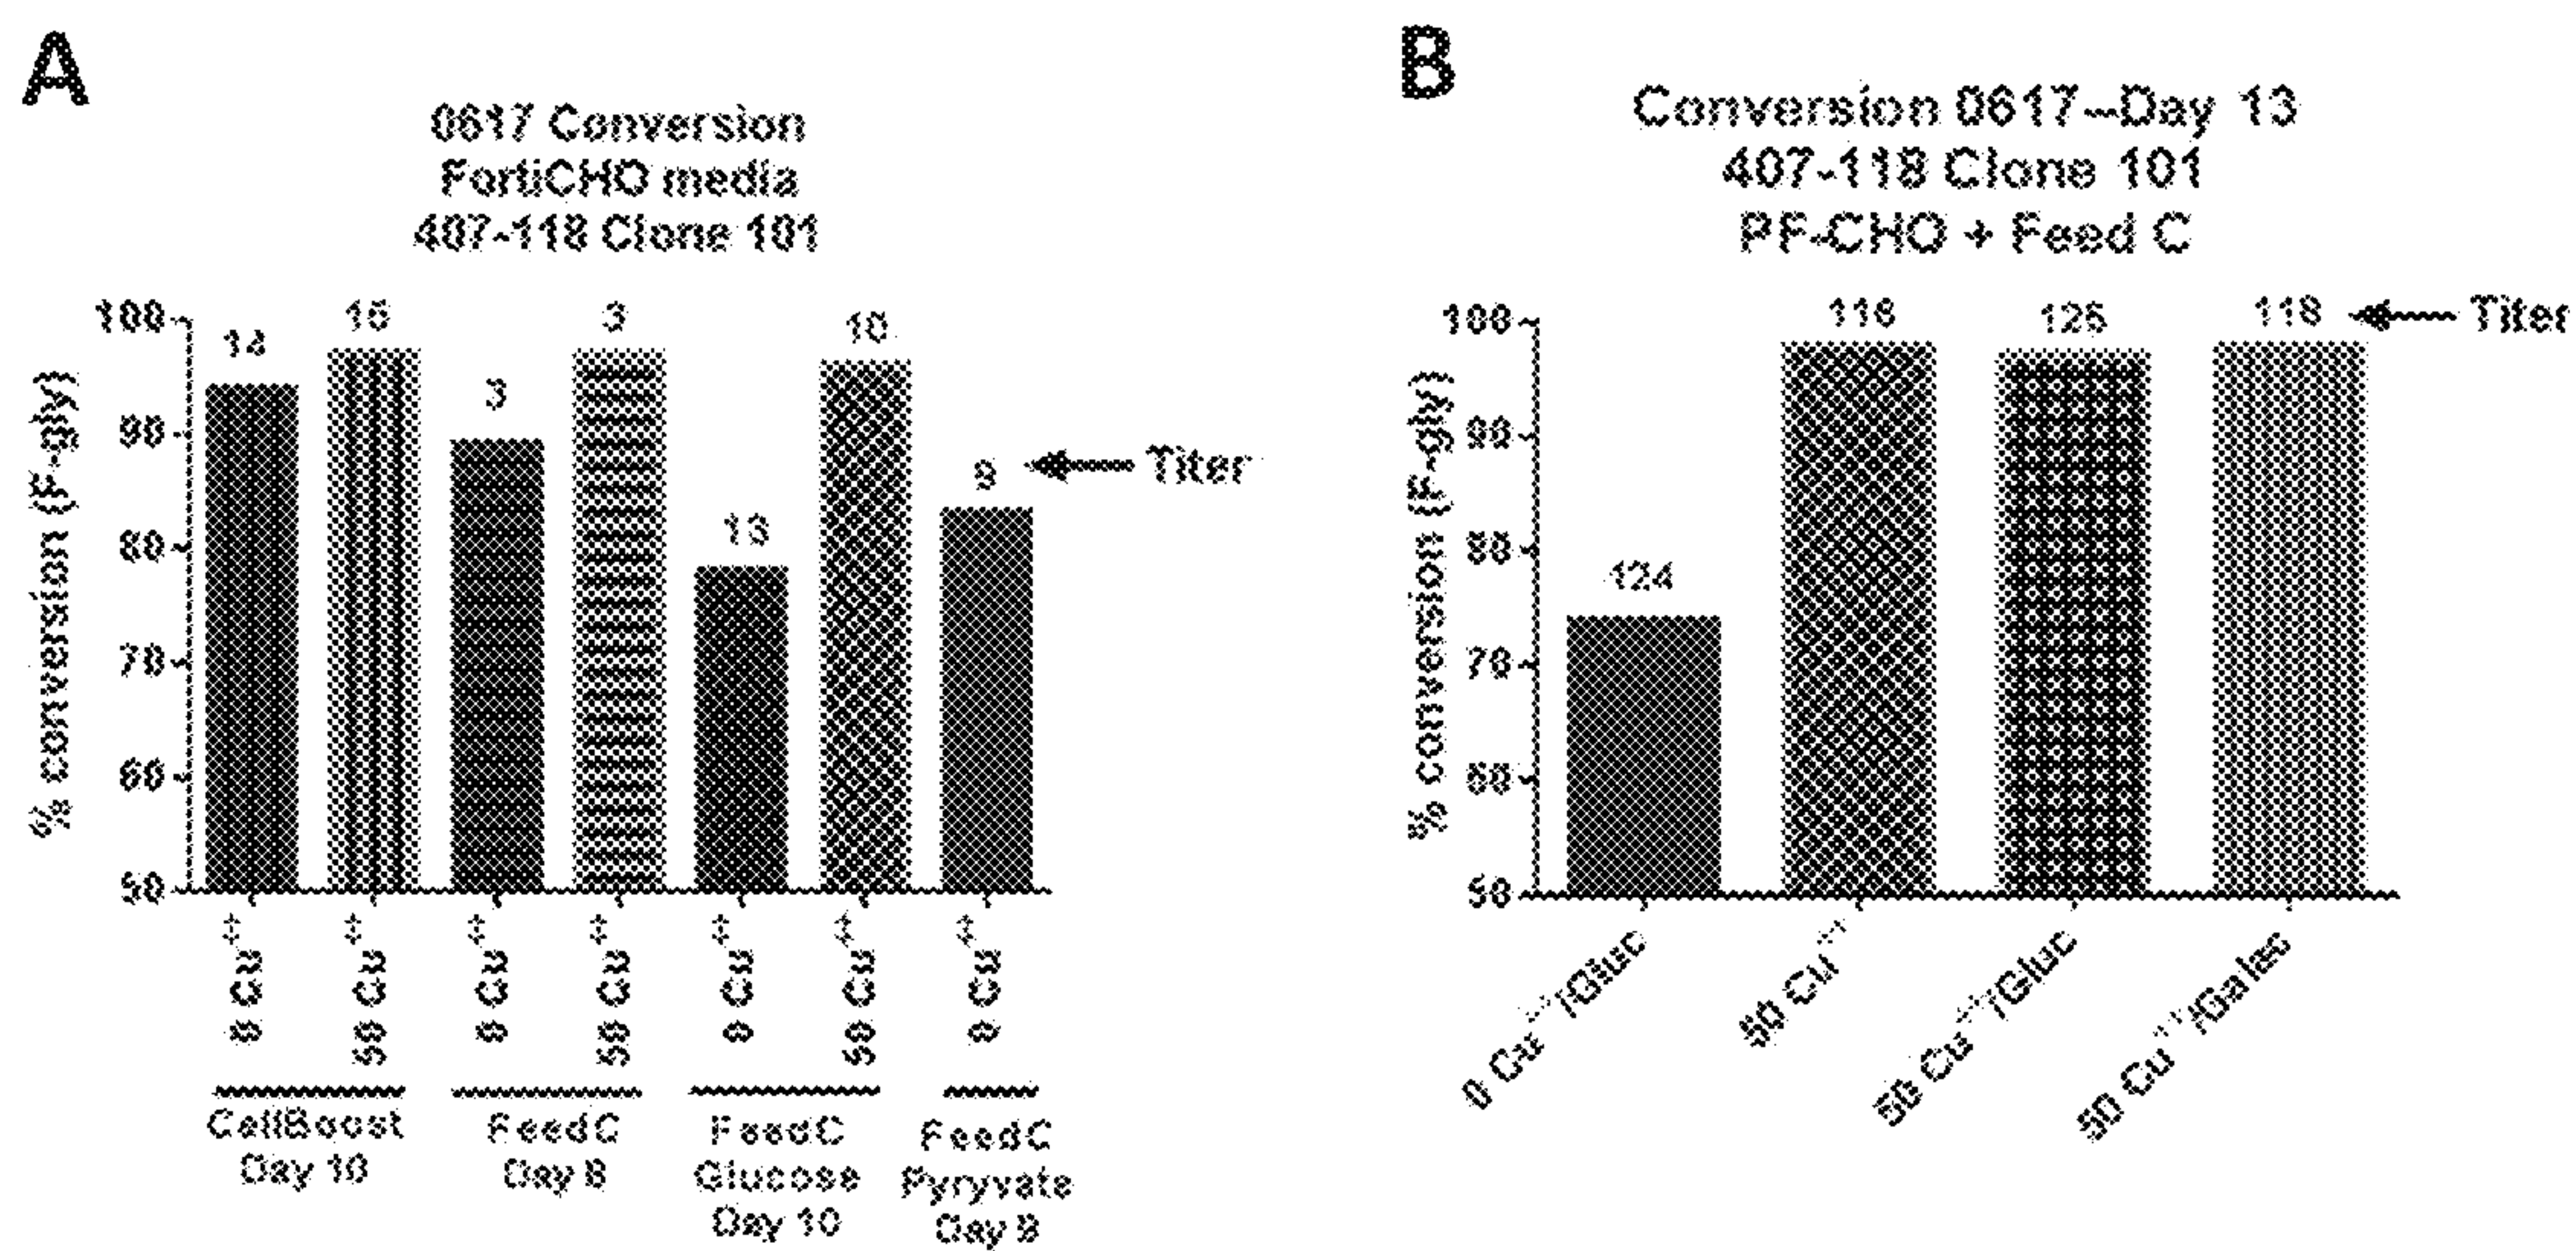 A
0617 Conversion
FortiCHO media
407-118 Clone 101
% conversion (F-gly)
100
90
80
70
60
50
14
3
3
13
10
9
Titer
0 Cu++
50 Cu++
0 Cu++
50 Cu++
0 Cu++
50 Cu++
0 Cu++
CellBoost
Day 10
FeedC
Day 8
FeedC
Glucose
Day 10
FeedC
Pyryvate
Day
B
Conversion 0617--Day 13
407-118 Clone 101
PF-CHO + Feed C
% conversion (F-gly)
100
90
80
70
60
50
124
116
118
Titer
0 Cu++/Gluc
50 Cu++
50 Cu++/Gluc
50 Cu++/Galac